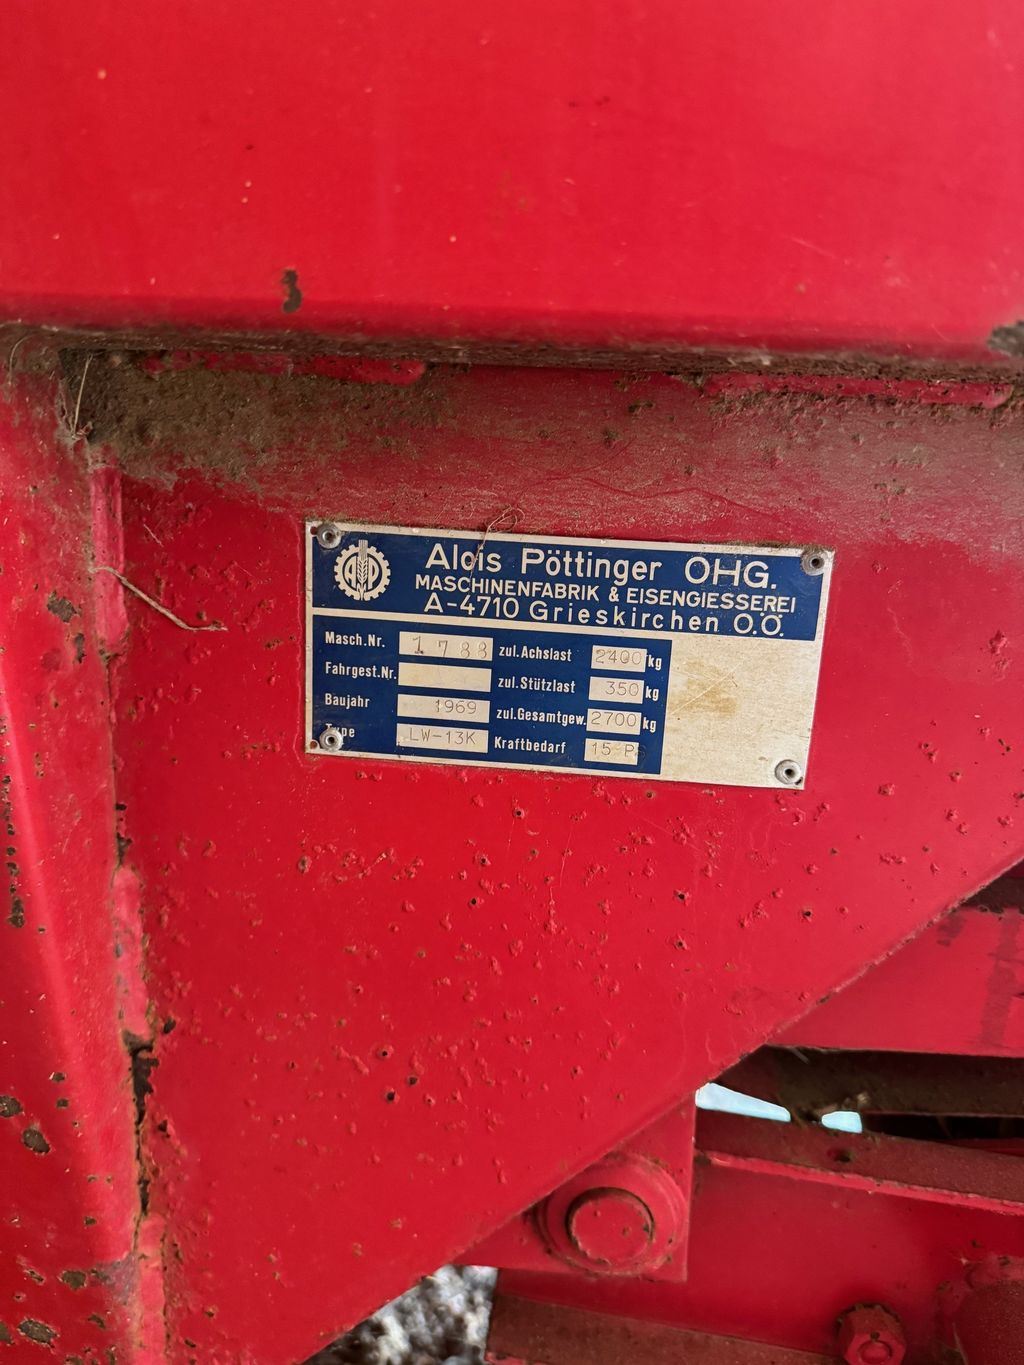 Alois Pöttinger OHG.
MASCHINENFABRIK & EISENGIESSEREI
A-4710 Grieskirchen O.Ö.
Masch.Nr. 1788 zul.Achslast 2400 kg
Fahrgest.Nr. zul.Stützlast 350 kg
Baujahr 1969 zul.Gesamtgew. 2700 kg
Type LW-13K Kraftbedarf 15 PS